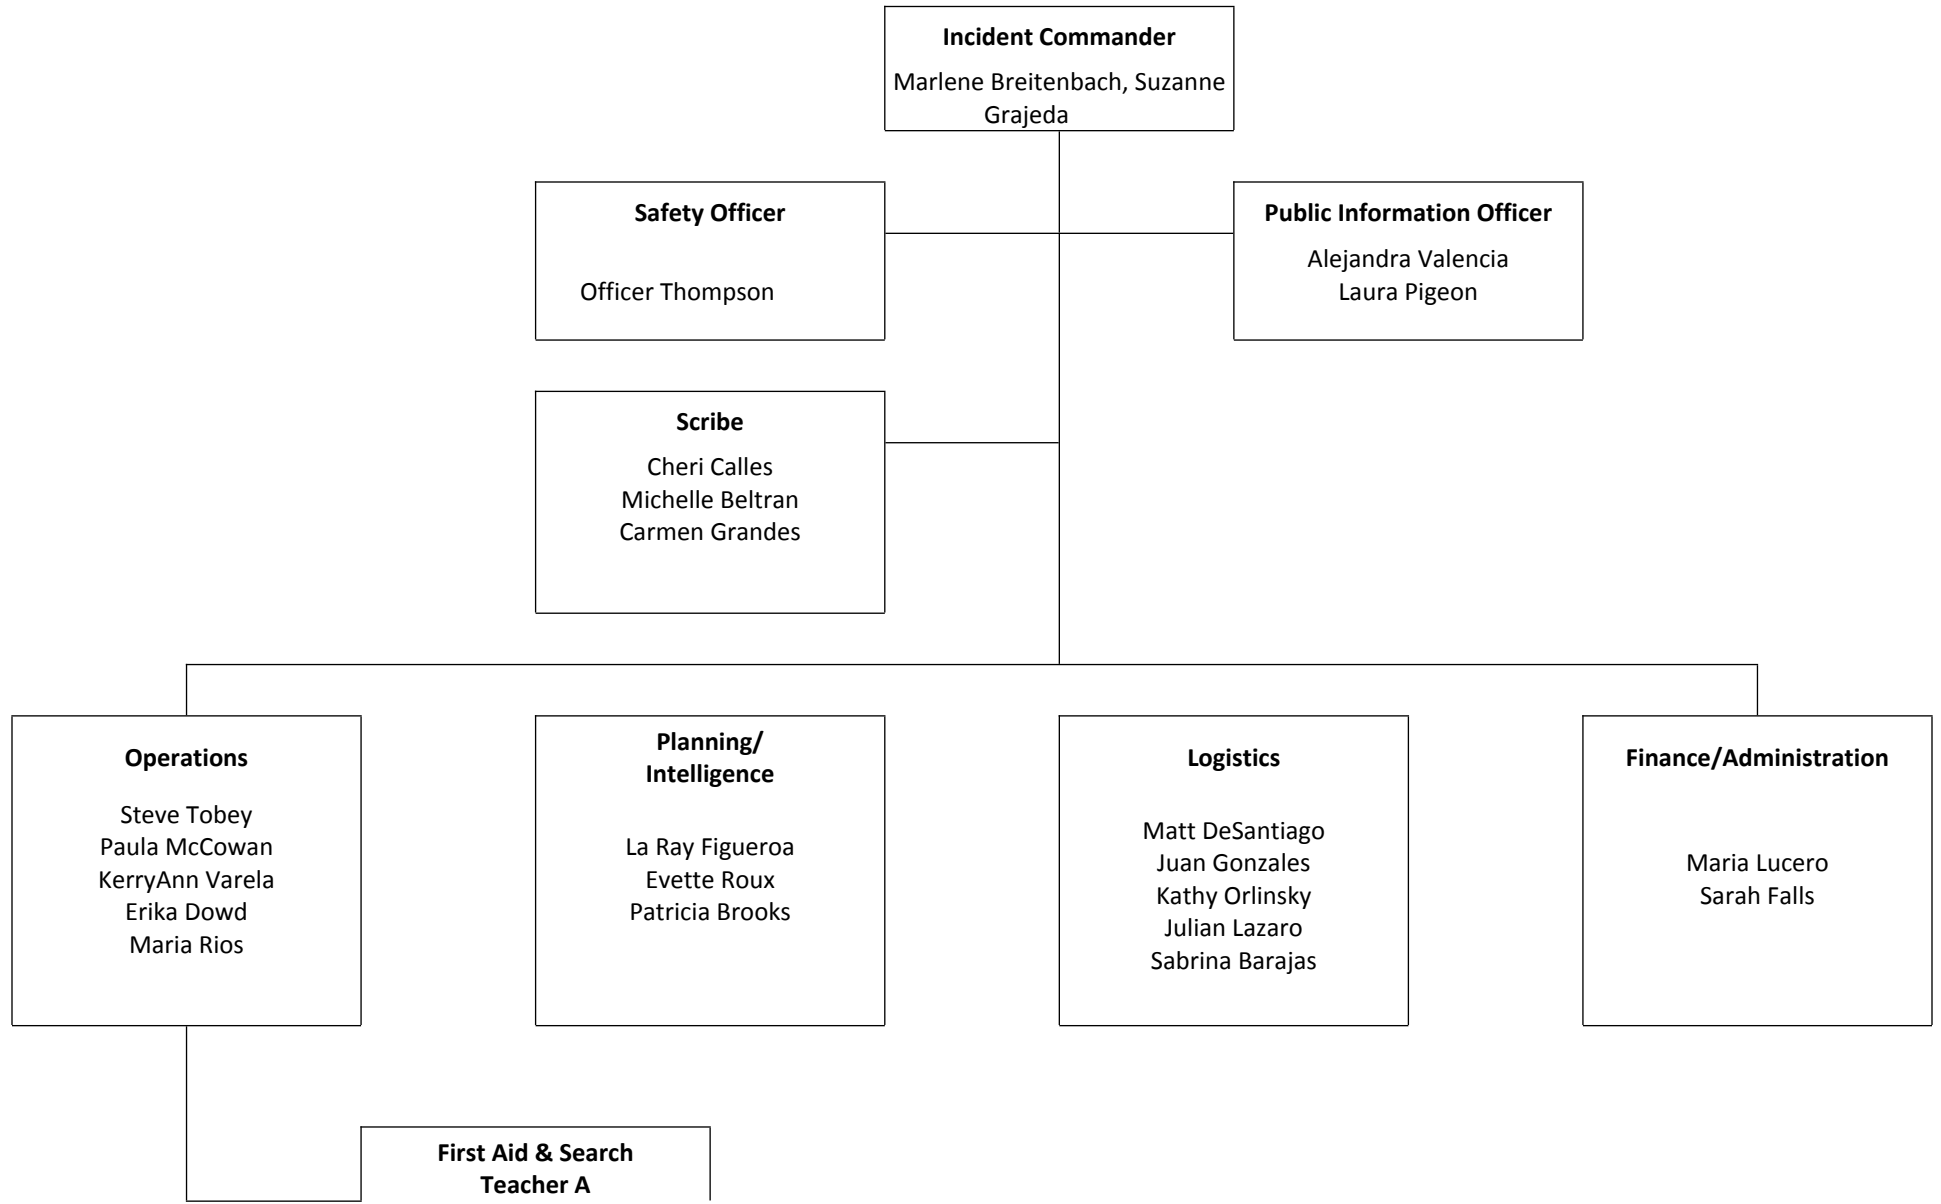 Incident Commander
Marlene Breitenbach, Suzanne
Grajeda
Safety Officer
Officer Thompson
Public Information Officer
Alejandra Valencia
Laura Pigeon
Scribe
Cheri Calles
Michelle Beltran
Carmen Grandes
Operations
Steve Tobey
Paula McCowan
KerryAnn Varela
Erika Dowd
Maria Rios
Planning/
Intelligence
La Ray Figueroa
Evette Roux
Patricia Brooks
Logistics
Matt DeSantiago
Juan Gonzales
Kathy Orlinsky
Julian Lazaro
Sabrina Barajas
Finance/Administration
Maria Lucero
Sarah Falls
First Aid & Search
Teacher A